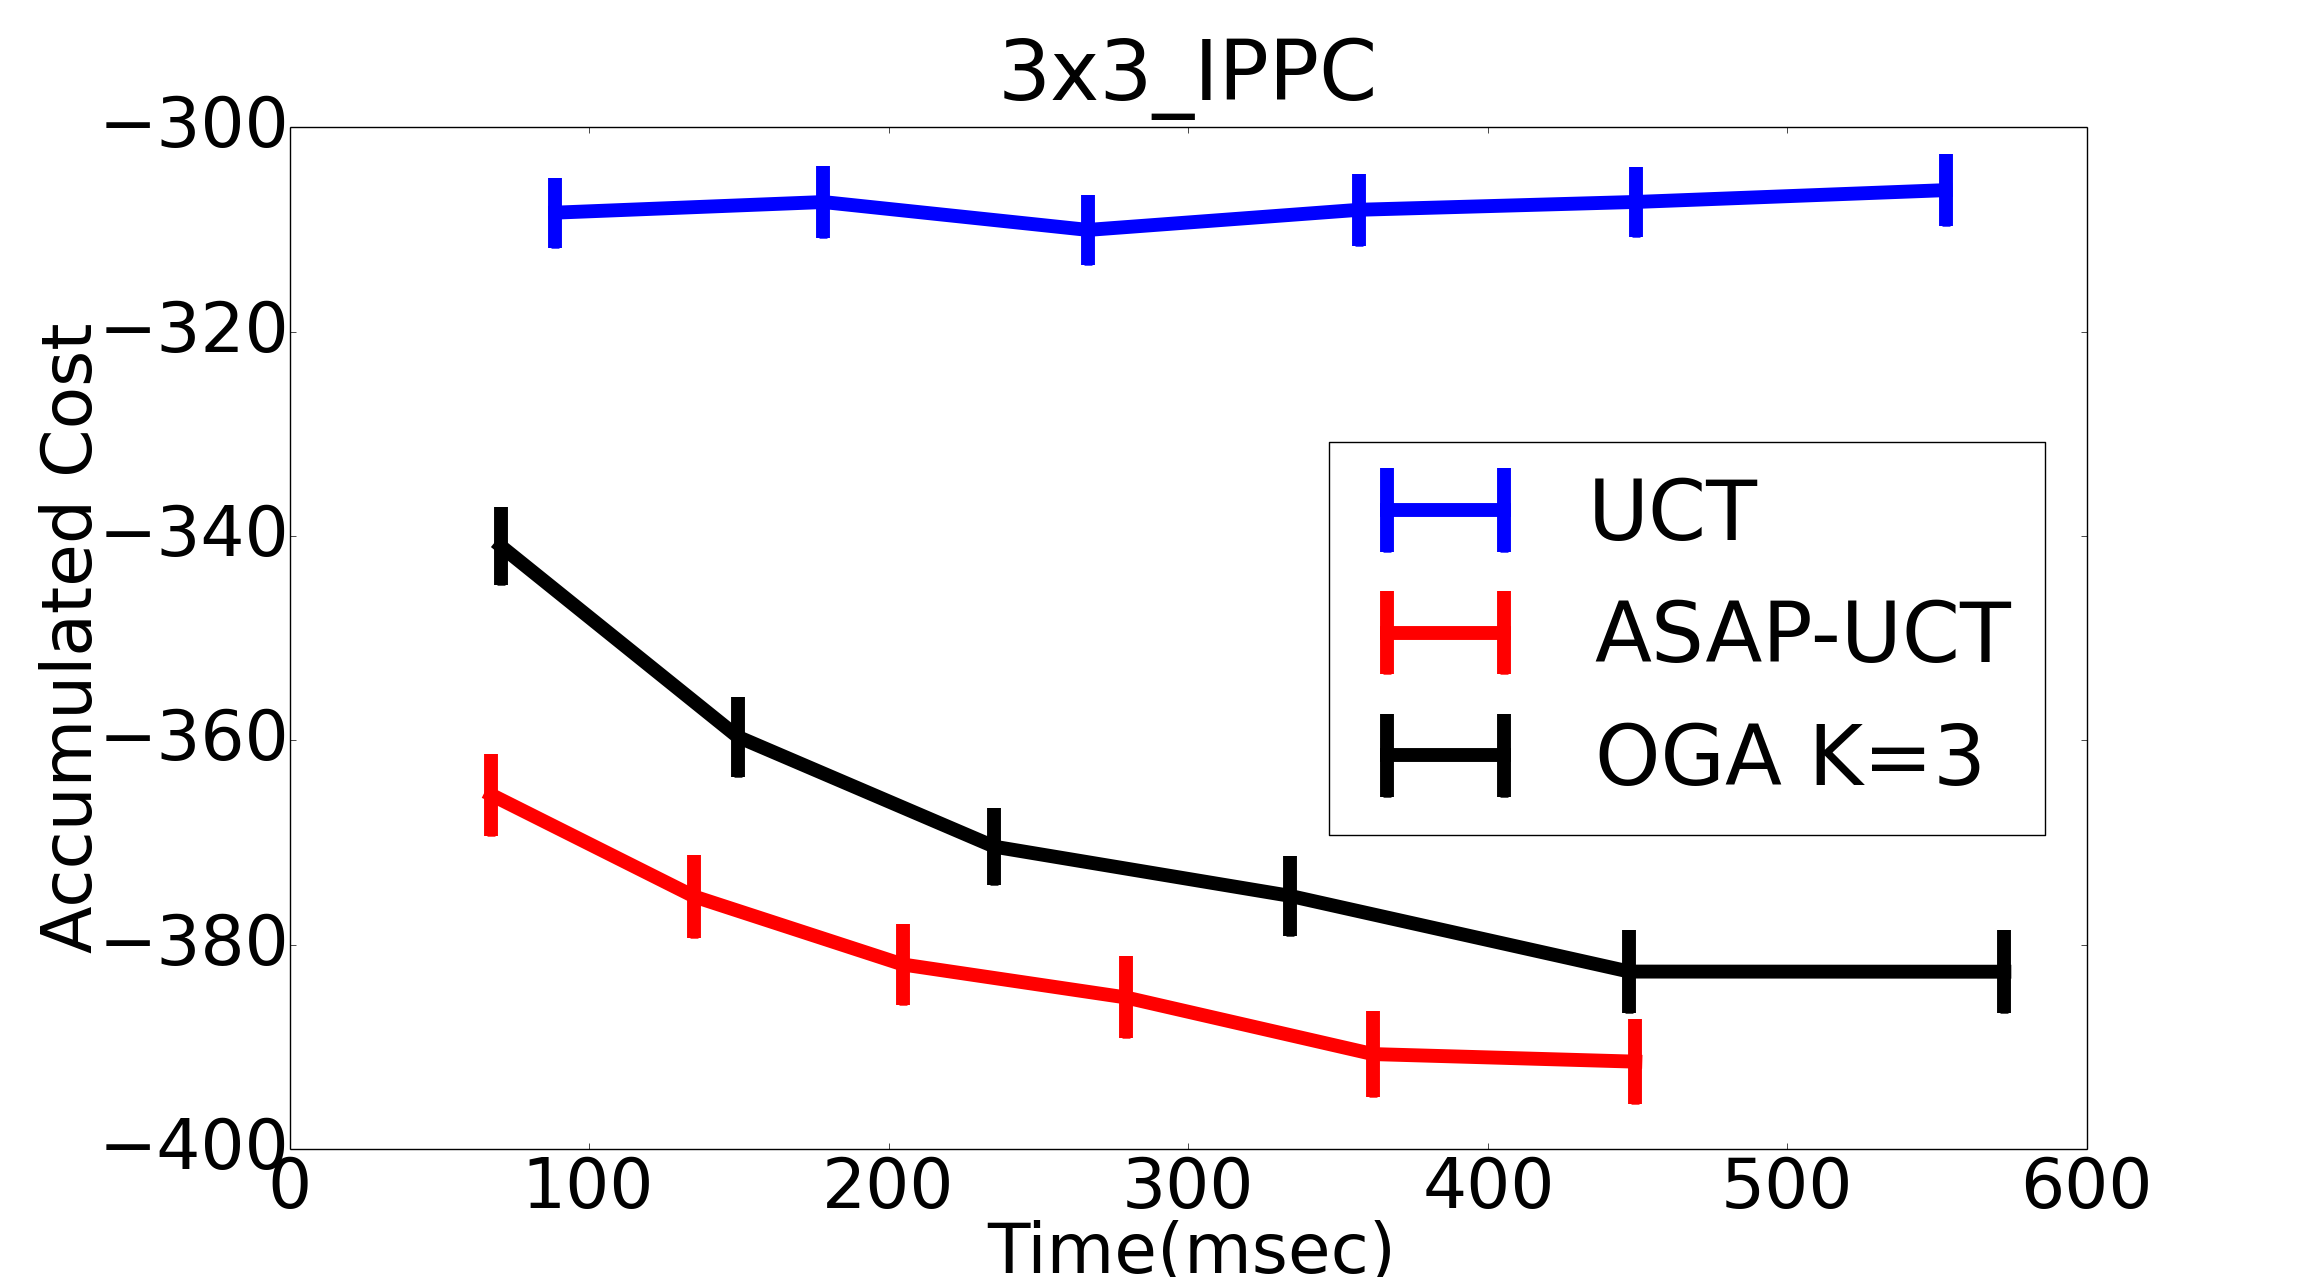 3x3_IPPC
−300
−320
−340
−360
−380
−400
Accumulated Cost
UCT
ASAP-UCT
OGA K=3
0 100 200 300 400 500 600
Time(msec)